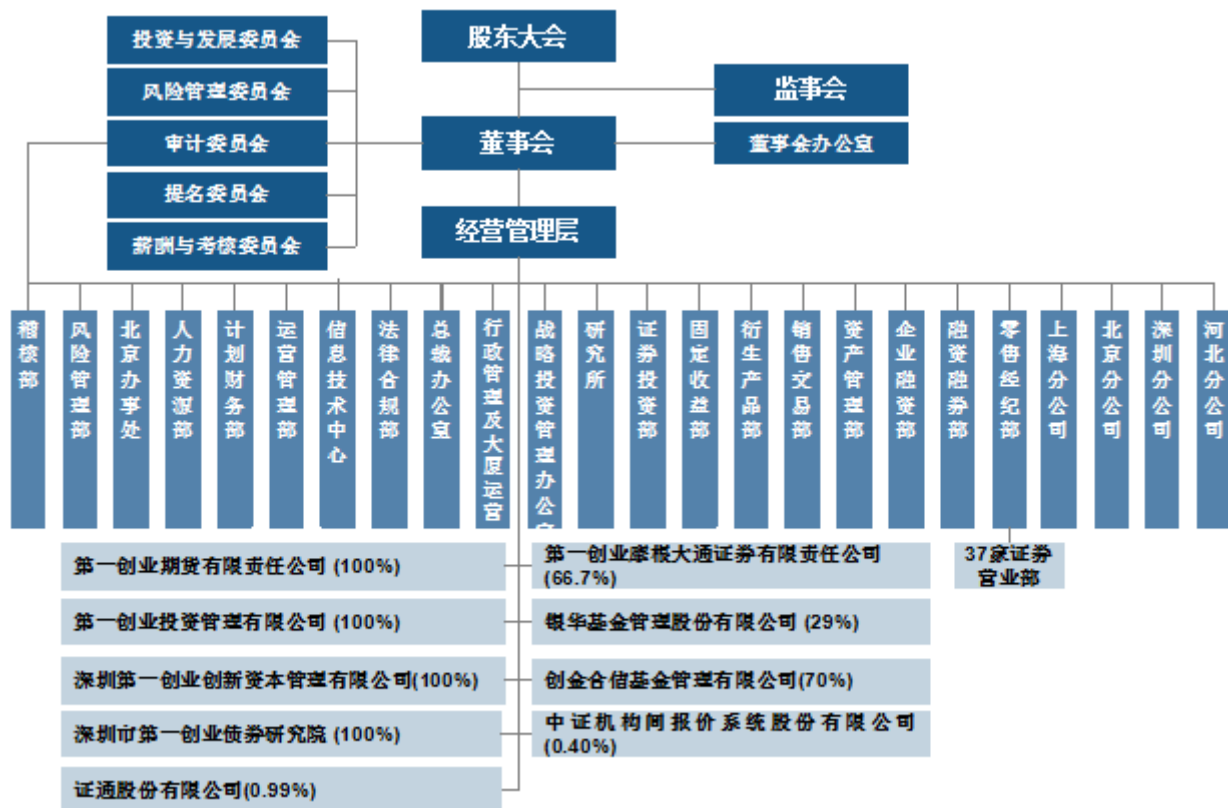 投资与发展委员会
风险管理委员会
审计委员会
提名委员会
薪酬与考核委员会
股东大会
监事会
董事会
董事会办公室
经营管理层
稽核部
风险管理部
北京办事处
人力资源部
计划财务部
运营管理部
信息技术中心
法律合规部
总裁办公室
行政管理及大厦运营
战略投资管理办公室
研究所
证券投资部
固定收益部
衍生产品部
销售交易部
资产管理部
企业融资部
融资融券部
零售经纪部
上海分公司
北京分公司
深圳分公司
河北分公司
第一创业期货有限责任公司 (100%)
第一创业投资管理有限公司 (100%)
深圳第一创业创新资本管理有限公司(100%)
深圳市第一创业债券研究院 (100%)
证通股份有限公司(0.99%)
第一创业摩根大通证券有限责任公司
(66.7%)
银华基金管理股份有限公司 (29%)
创金合信基金管理有限公司(70%)
中证机构间报价系统股份有限公司
(0.40%)
37家证券
营业部